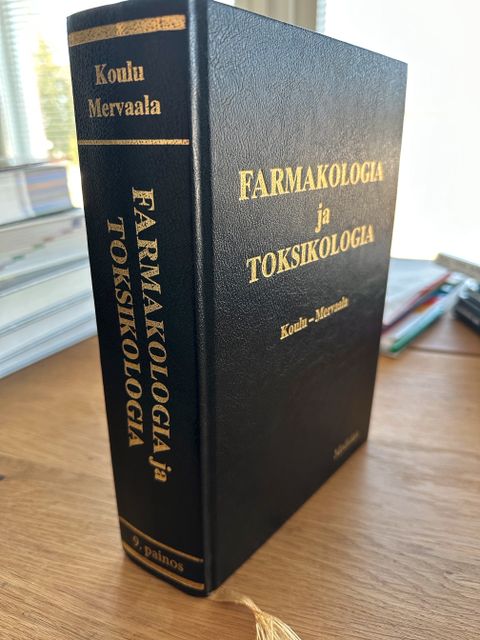 Koulu
Mervaala
FARMAKOLOGIA ja
TOKSIKOLOGIA
9. painos
FARMAKOLOGIA
ja
TOKSIKOLOGIA
Koulu – Mervaala